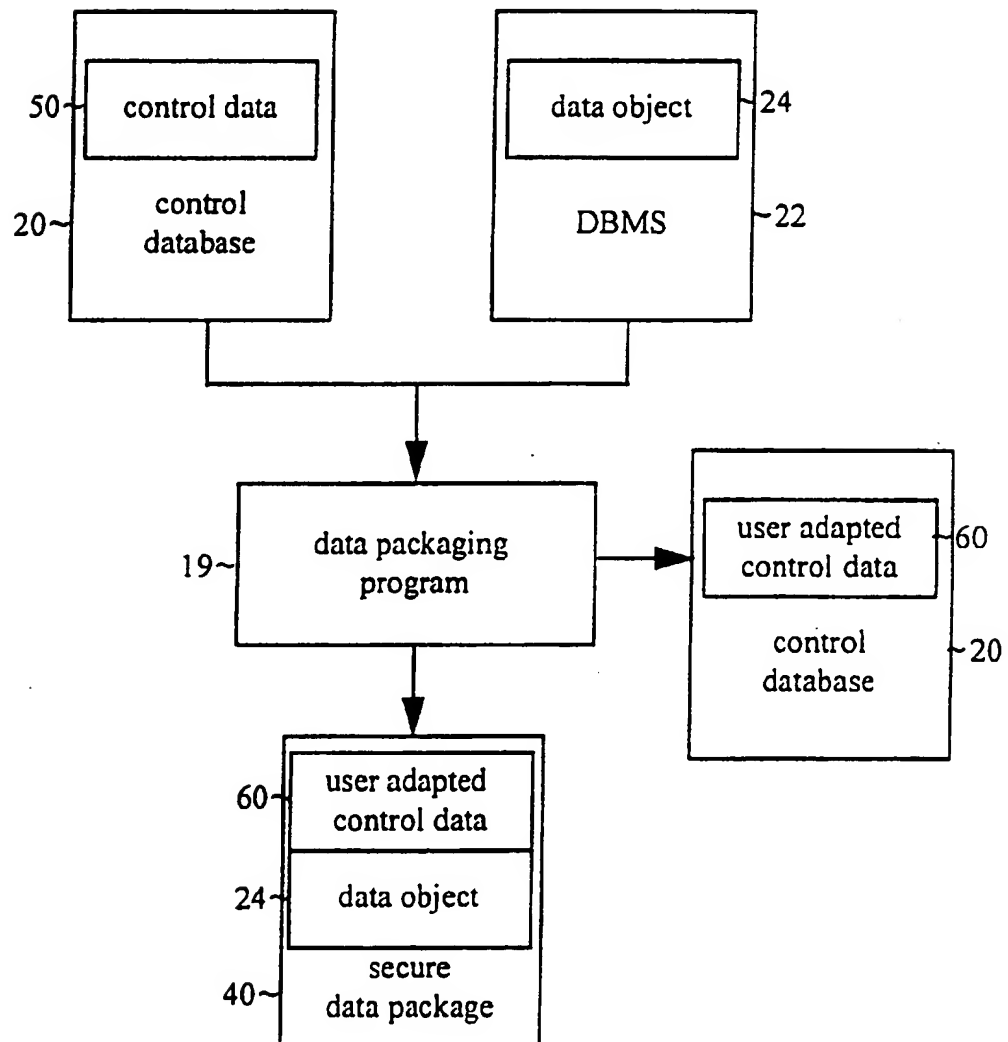 50 control data
20 control
database
data object 24
DBMS 22
19 data packaging
program
user adapted 60
control data
control 20
database
60 user adapted
control data
24 data object
secure
40 data package